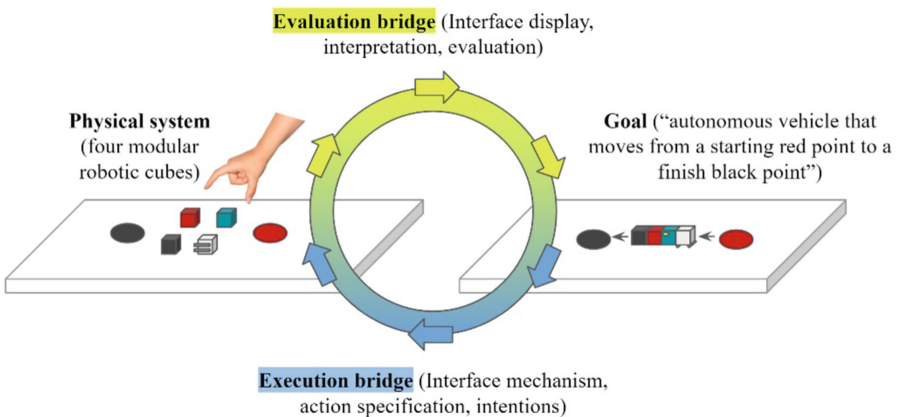 Evaluation bridge (Interface display,
interpretation, evaluation)
Physical system
(four modular
robotic cubes)
Goal (“autonomous vehicle that
moves from a starting red point to a
finish black point”)
Execution bridge (Interface mechanism,
action specification, intentions)